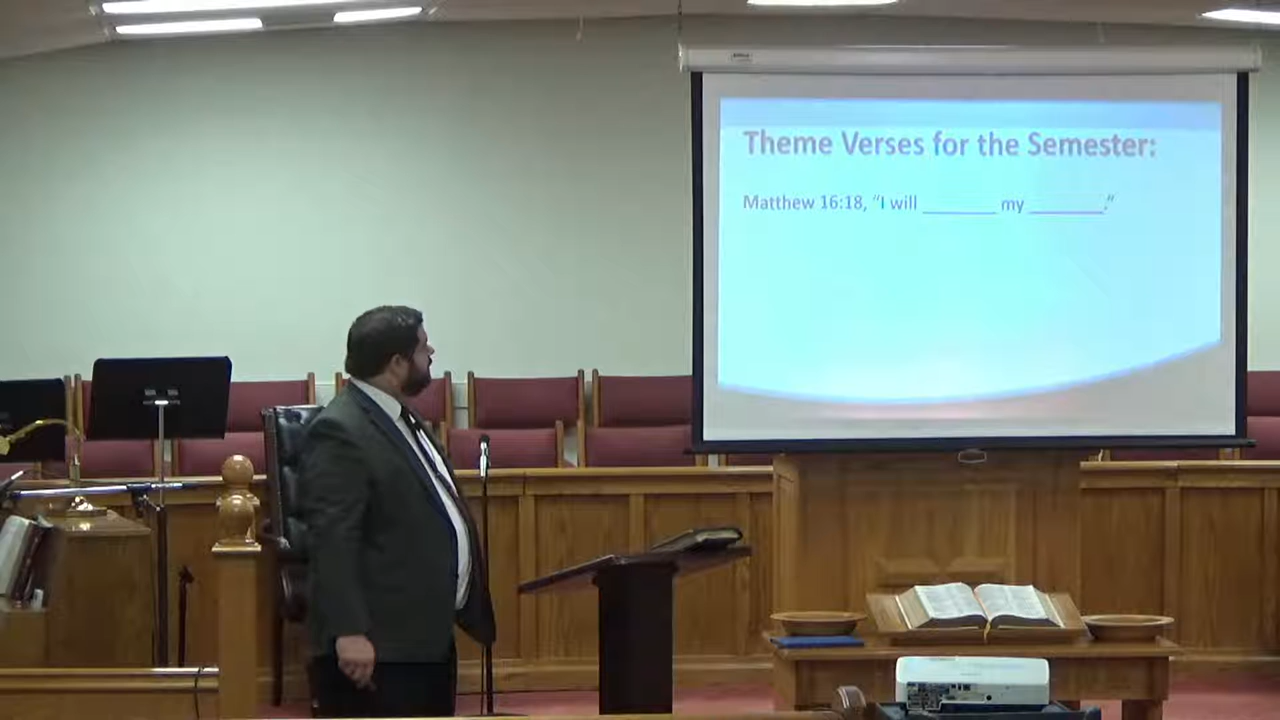 Theme Verses for the Semester:
Matthew 16:18, “I will ________ my ________.”